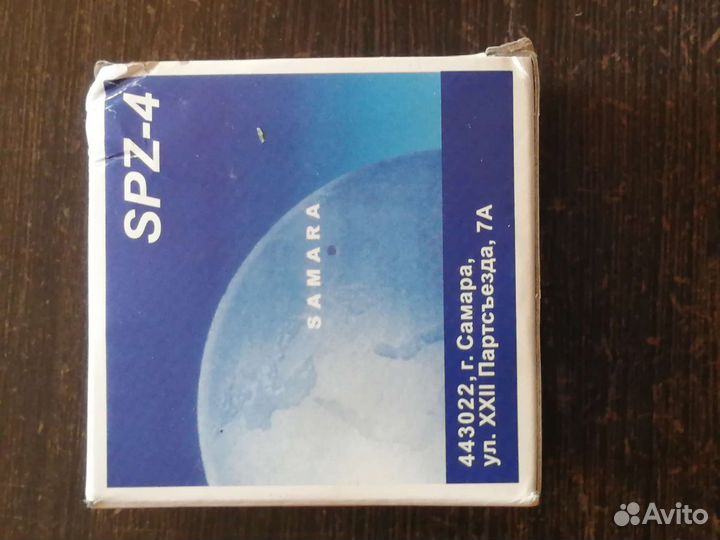 SPZ-4
SAMARA
443022, г. Самара,
ул. XXII Партсъезда, 7А
Avito